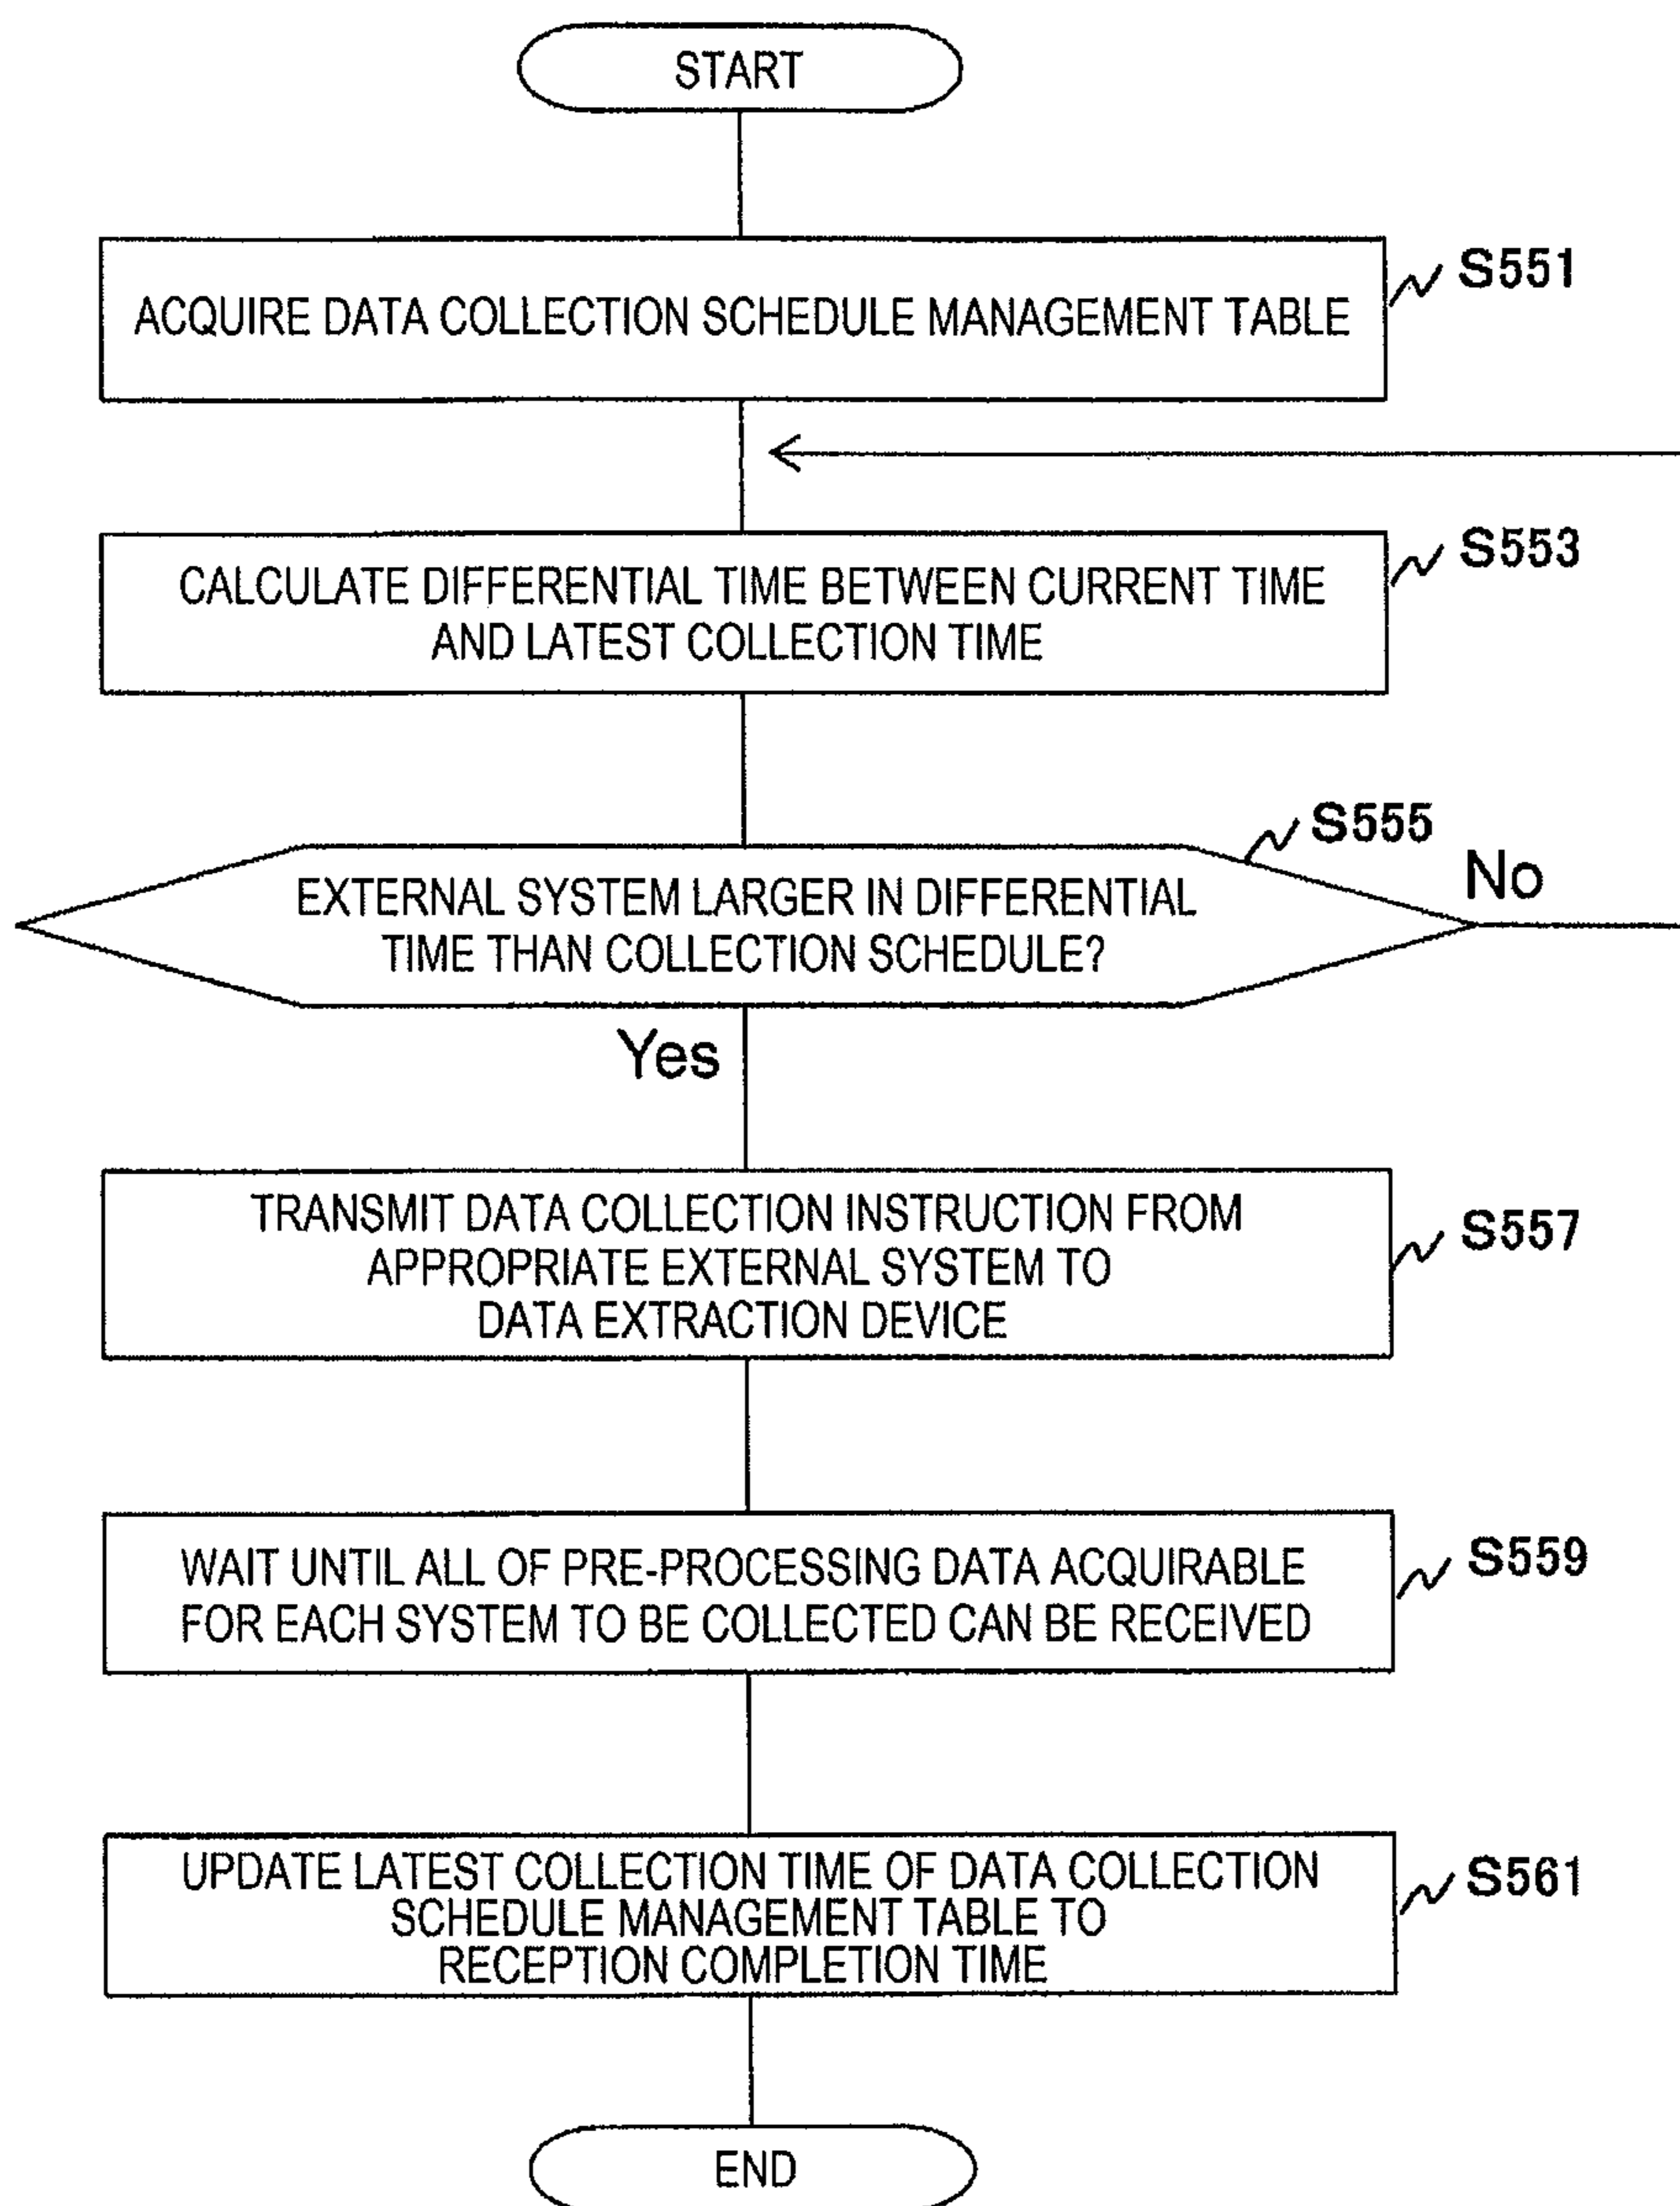 START
S551
ACQUIRE DATA COLLECTION SCHEDULE MANAGEMENT TABLE
S553
CALCULATE DIFFERENTIAL TIME BETWEEN CURRENT TIME
AND LATEST COLLECTION TIME
S555
No
EXTERNAL SYSTEM LARGER IN DIFFERENTIAL
TIME THAN COLLECTION SCHEDULE?
Yes
TRANSMIT DATA COLLECTION INSTRUCTION FROM
S557
APPROPRIATE EXTERNAL SYSTEM TO
DATA EXTRACTION DEVICE
S559
WAIT UNTIL ALL OF PRE-PROCESSING DATA ACQUIRABLE
FOR EACH SYSTEM TO BE COLLECTED CAN BE RECEIVED
UPDATE LATEST COLLECTION TIME OF DATA COLLECTION
S561
SCHEDULE MANAGEMENT TABLE TO
RECEPTION COMPLETION TIME
END